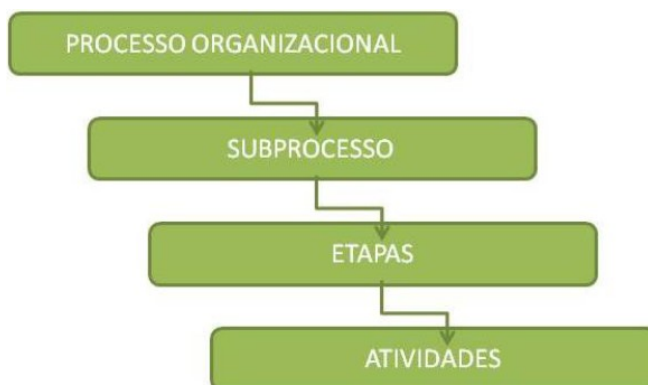 PROCESSO ORGANIZACIONAL
SUBPROCESSO
ETAPAS
ATIVIDADES